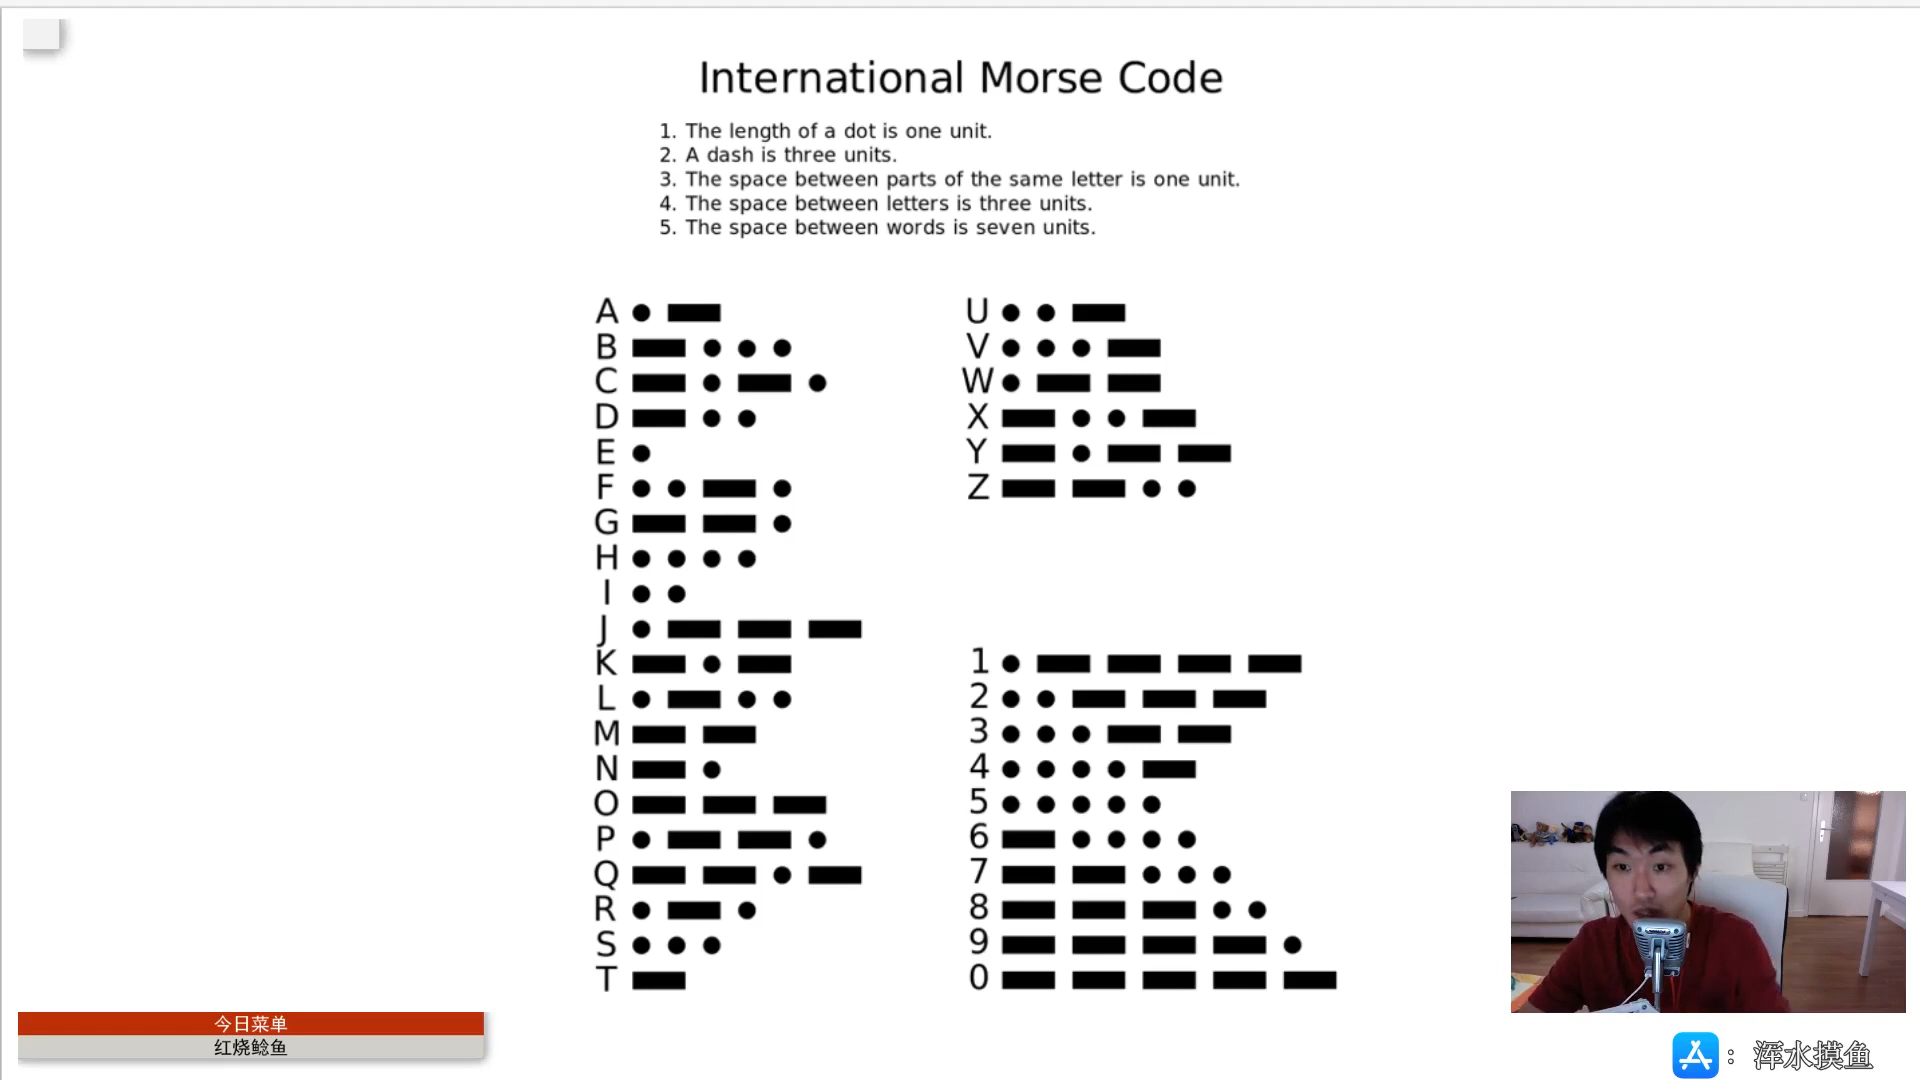 International Morse Code
1. The length of a dot is one unit.
2. A dash is three units.
3. The space between parts of the same letter is one unit.
4. The space between letters is three units.
5. The space between words is seven units.
A
B
C
D
E
F
G
H
I
J
K
L
M
N
O
P
Q
R
S
T
U
V
W
X
Y
Z
1
2
3
4
5
6
7
8
9
0
今日菜单
红烧鲶鱼
：浑水摸鱼